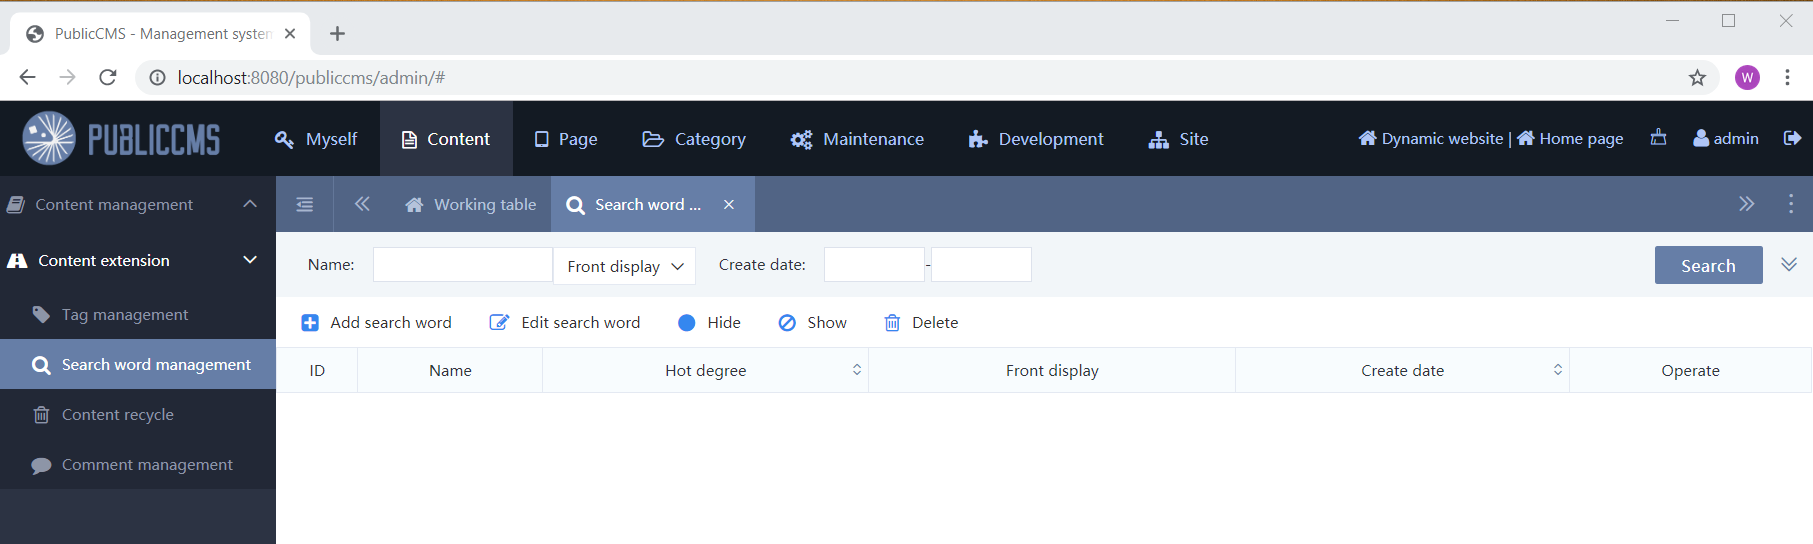 PublicCMS - Management system
localhost:8080/publiccms/admin/#
W
PUBLICCMS
Myself
Content
Page
Category
Maintenance
Development
Site
Dynamic website | Home page
admin
Content management
Working table
Search word ...
Content extension
Name:
Front display
Create date:
-
Search
Tag management
Add search word
Edit search word
Hide
Show
Delete
Search word management
ID
Name
Hot degree
Front display
Create date
Operate
Content recycle
Comment management